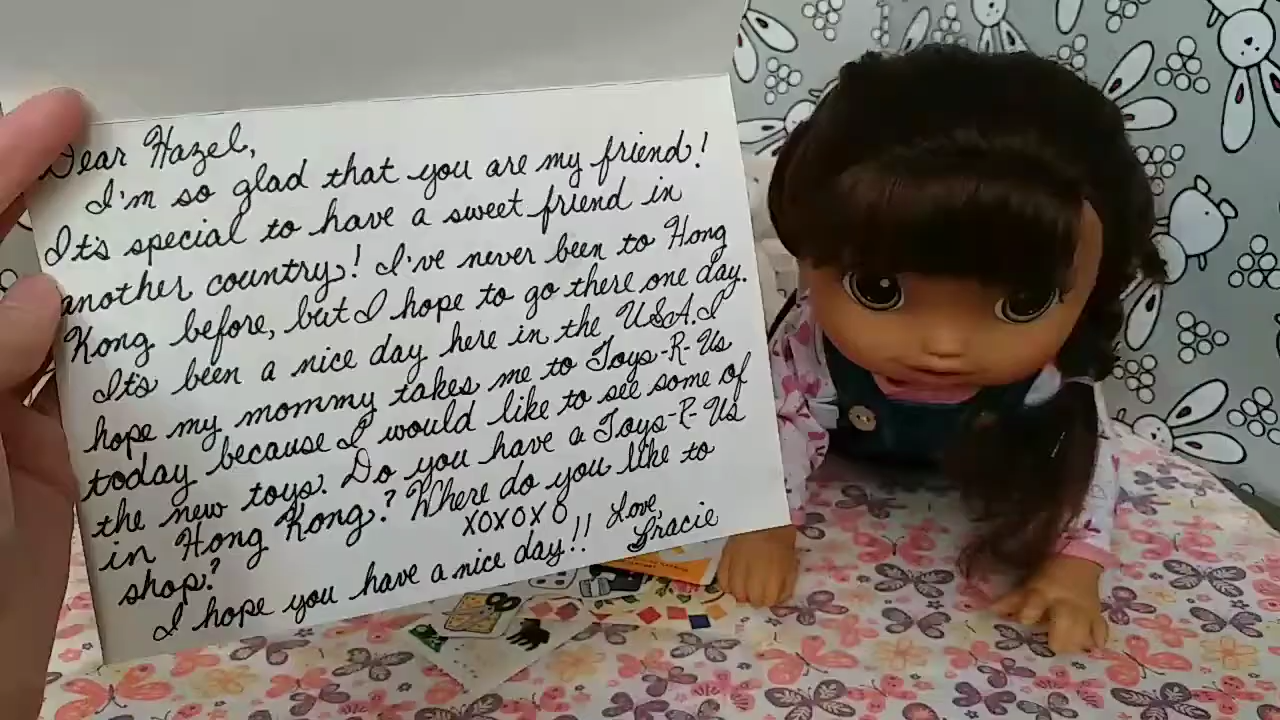 Dear Hazel,
I'm so glad that you are my friend!
It's special to have a sweet friend in
another country! I've never been to Hong
Kong before, but I hope to go there one day.
It's been a nice day here in the USA. I
hope my mommy takes me to Toys-R-Us
today because I would like to see some of
the new toys. Do you have a Toys-R-Us
in Hong Kong? Where do you like to
shop?
XOXOXO
I hope you have a nice day!! Love,
Gracie